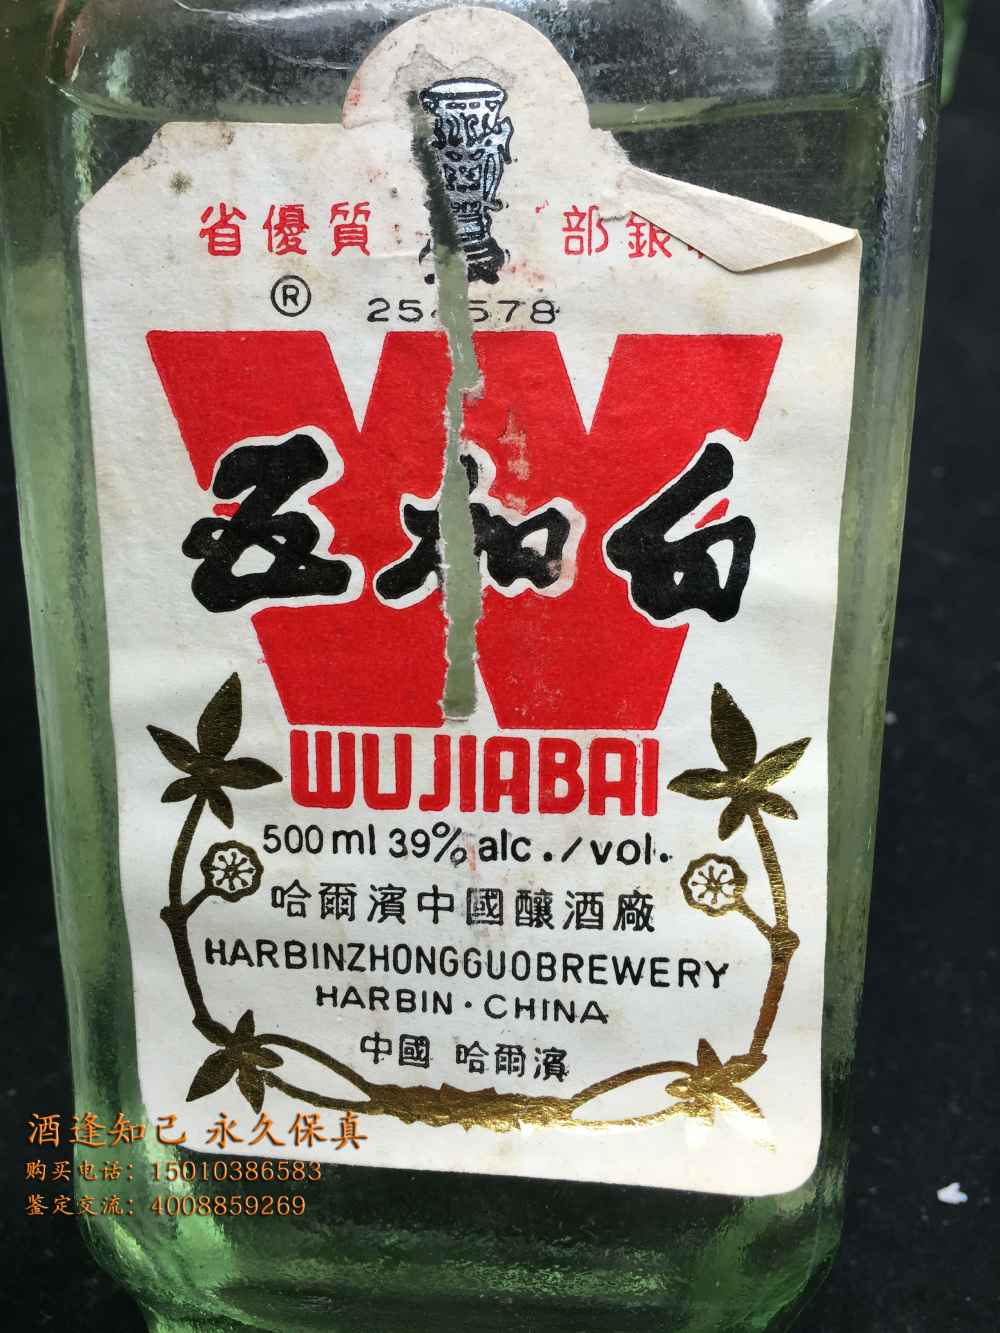 省優質 部銀
®
25 578
五加白
WUJIABAI
500ml 39% alc./vol.
哈爾濱中國釀酒廠
HARBINZHONGGUOBREWERY
HARBIN·CHINA
中國 哈爾濱
酒逢知己 永久保真
购买电话：15010386583
鉴定交流：4008859269